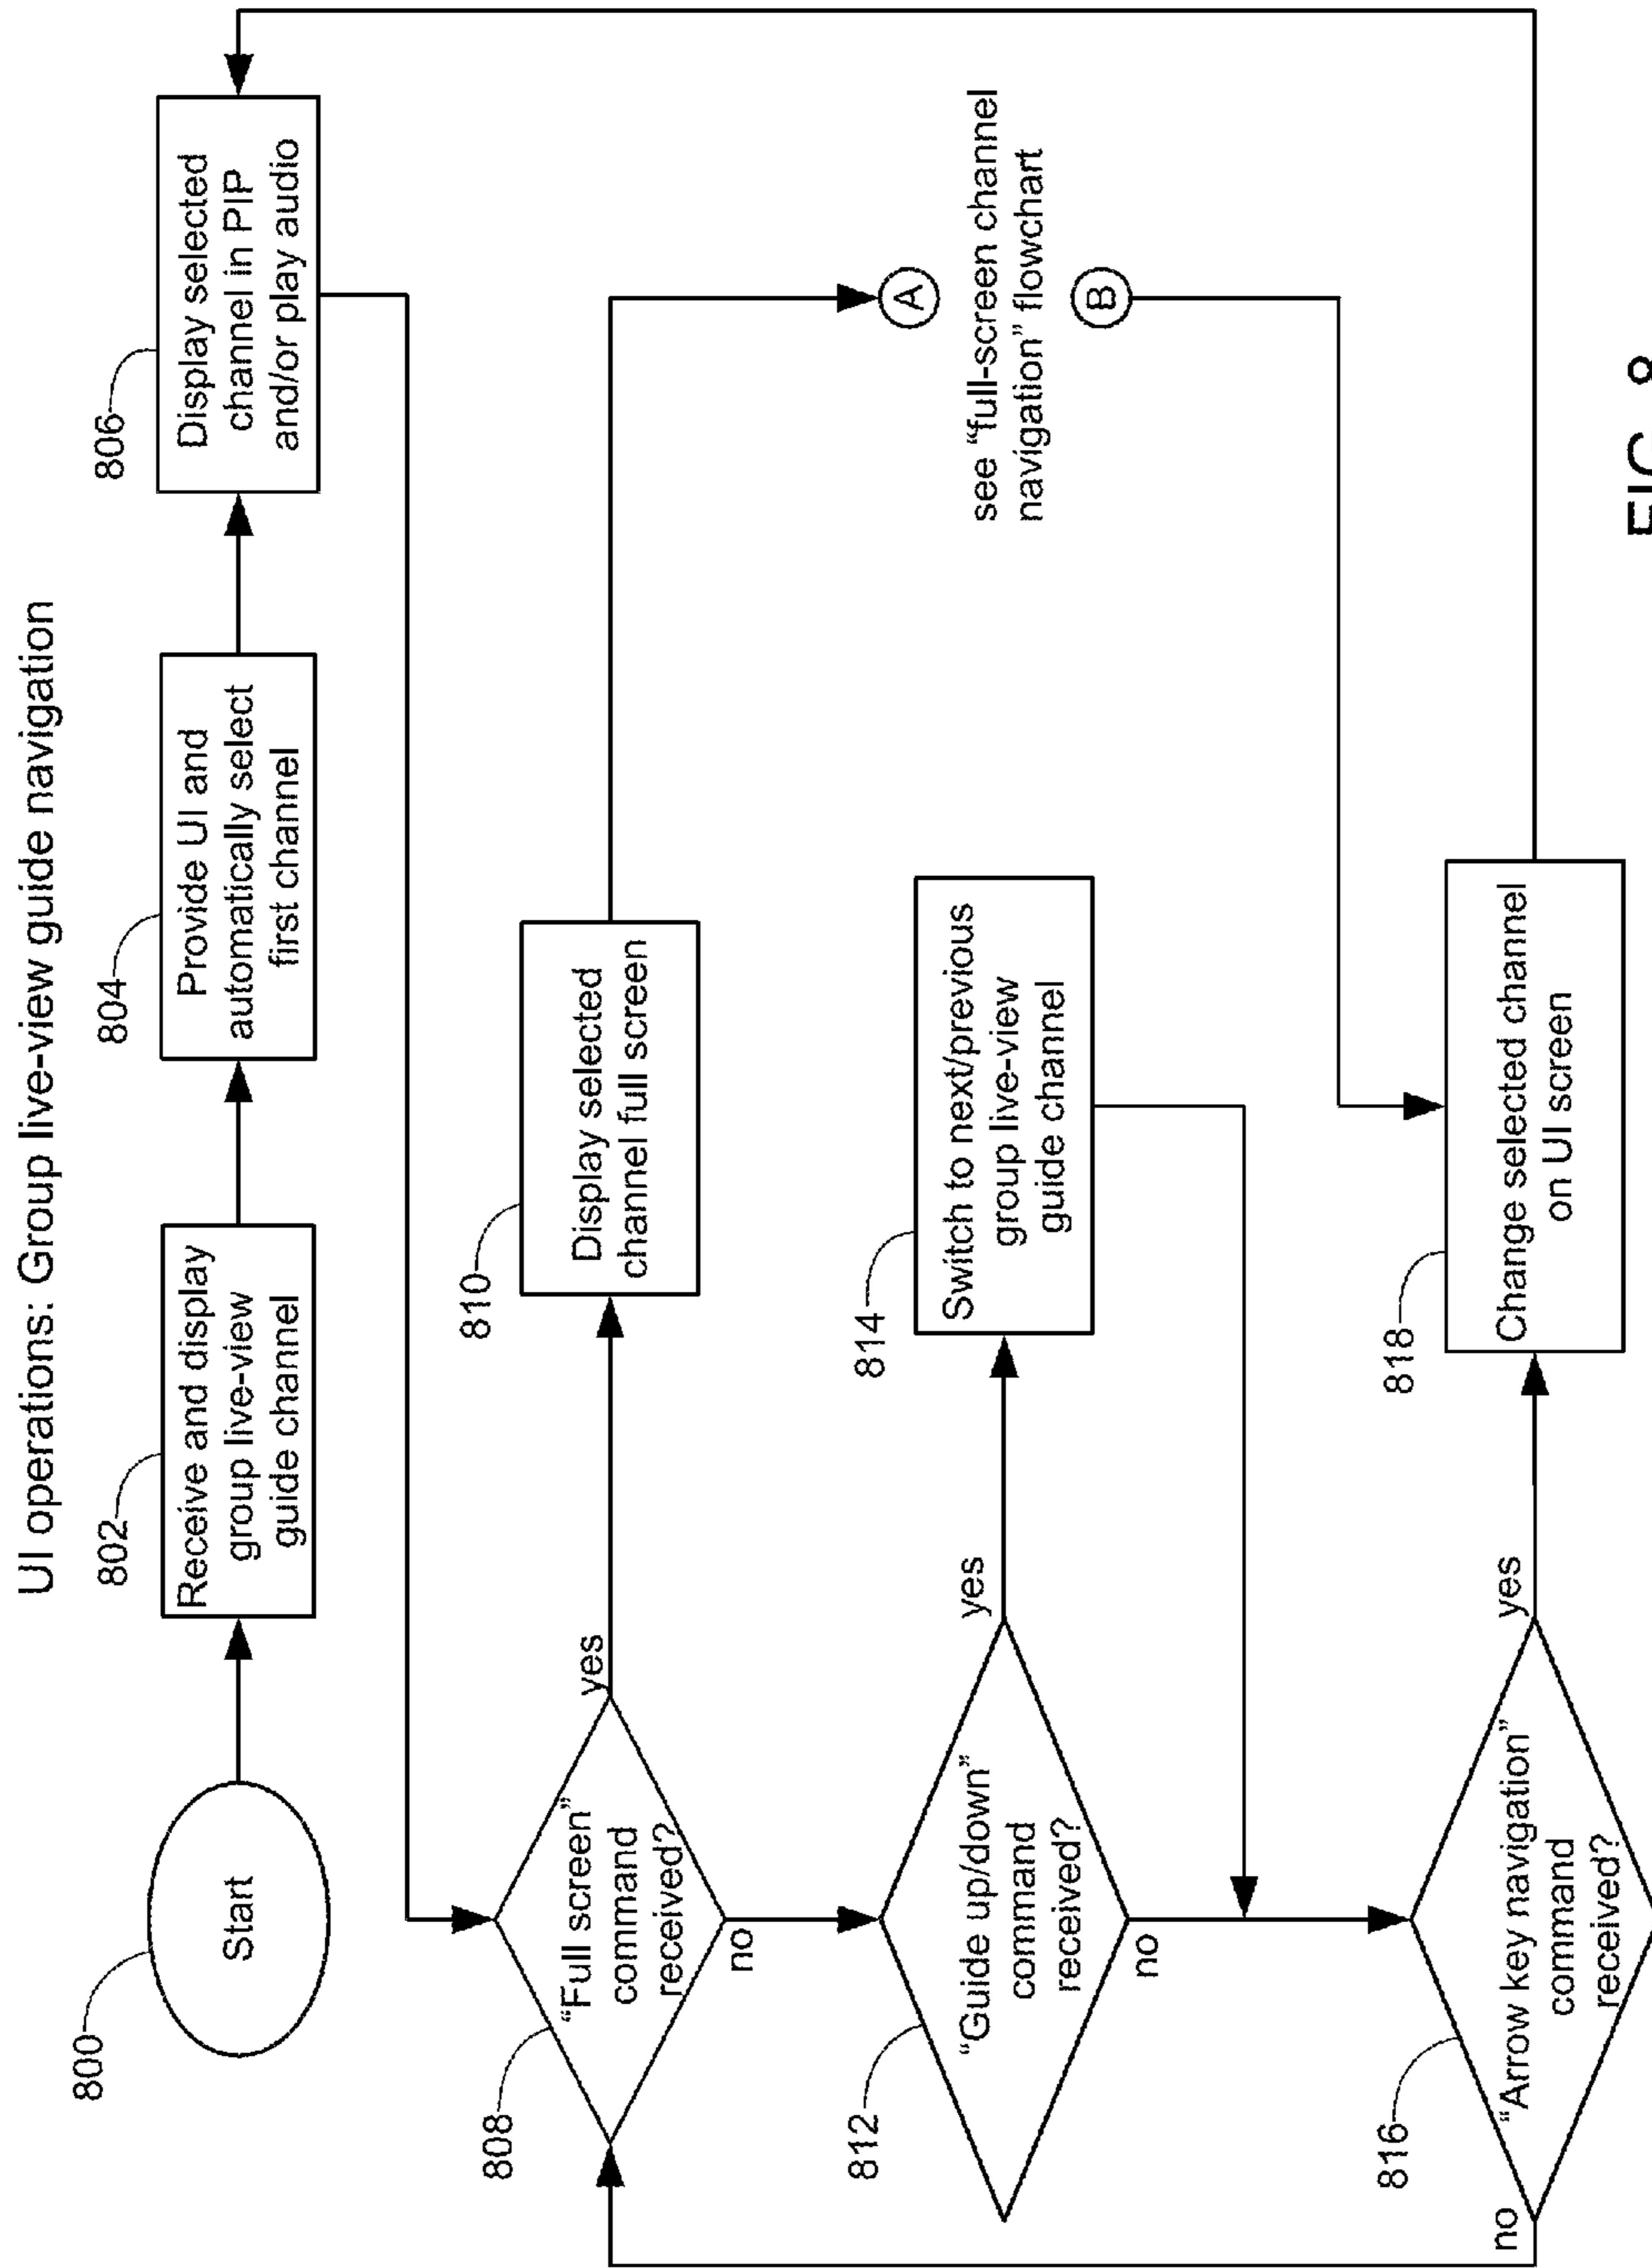 UI operations: Group live-view guide navigation
800
Start
802
Receive and display
group live-view
guide channel
804
Provide UI and
automatically select
first channel
806
Display selected
channel in PIP
and/or play audio
808
“Full screen”
command
received?
yes
no
810
Display selected
channel full screen
A
see “full-screen channel
navigation” flowchart
B
812
“Guide up/down”
command
received?
yes
no
814
Switch to next/previous
group live-view
guide channel
816
“Arrow key navigation”
command
received?
yes
no
818
Change selected channel
on UI screen
FIG. 8